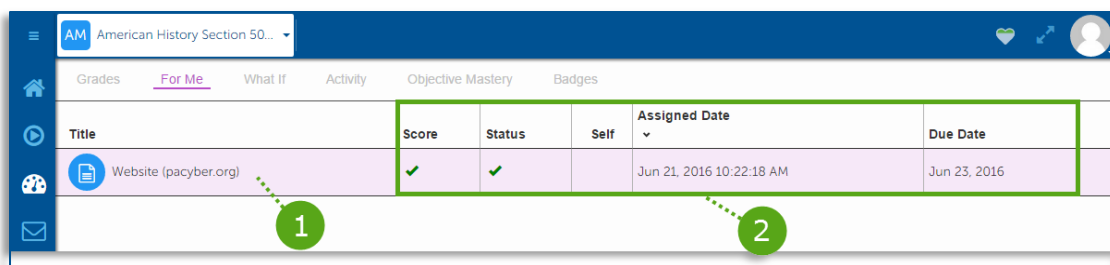 AM American History Section 50...
Grades For Me What If Activity Objective Mastery Badges
Title Score Status Self Assigned Date Due Date
Website (pacyber.org) Jun 21, 2016 10:22:18 AM Jun 23, 2016
1 2